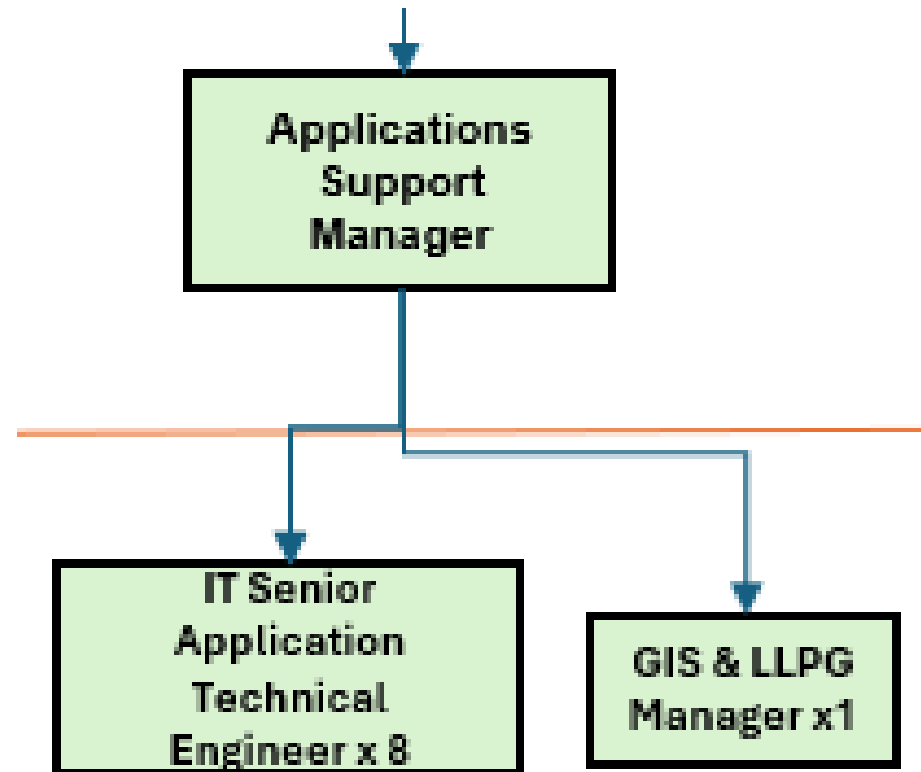 Applications
Support
Manager
IT Senior
Application
Technical
Engineer x 8
GIS & LLPG
Manager x1